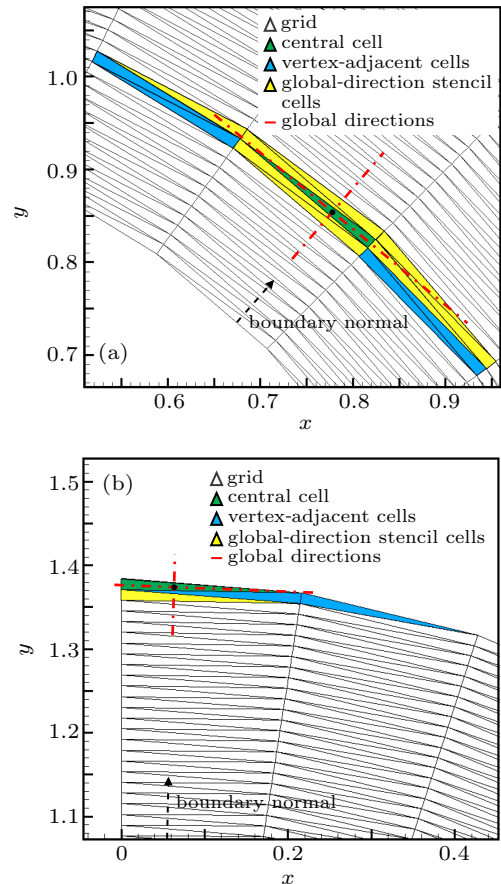 grid
central cell
vertex-adjacent cells
global-direction stencil
cells
global directions
1.0
0.9
0.8
0.7
y
boundary normal
(a)
0.6 0.7 0.8 0.9
x
(b)
grid
central cell
vertex-adjacent cells
global-direction stencil cells
global directions
1.5
1.4
1.3
1.2
1.1
y
boundary normal
0 0.2 0.4
x